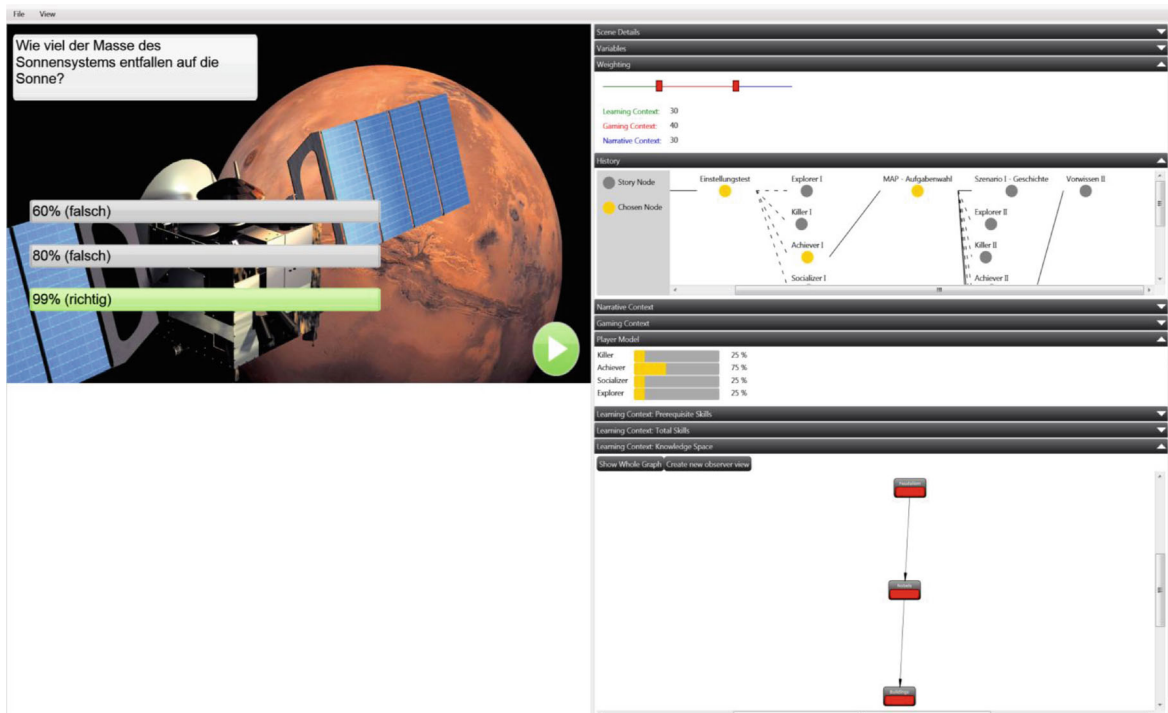 File View
Wie viel der Masse des
Sonnensystems entfallen auf die
Sonne?
60% (falsch)
80% (falsch)
99% (richtig)
Scene Details
Variables
Weighting
Learning Context: 30
Gaming Context: 40
Narrative Context: 30
History
Story Node
Chosen Node
Einstellungstest
Explorer I
MAP - Aufgabenwahl
Szenario I - Geschichte
Vorwissen II
Killer I
Explorer II
Achiever I
Killer II
Socializer I
Achiever II
Narrative Context
Gaming Context
Player Model
Killer 25 %
Achiever 75 %
Socializer 25 %
Explorer 25 %
Learning Context: Prerequisite Skills
Learning Context: Total Skills
Learning Context: Knowledge Space
Show Whole Graph Create new observer view
Buildings